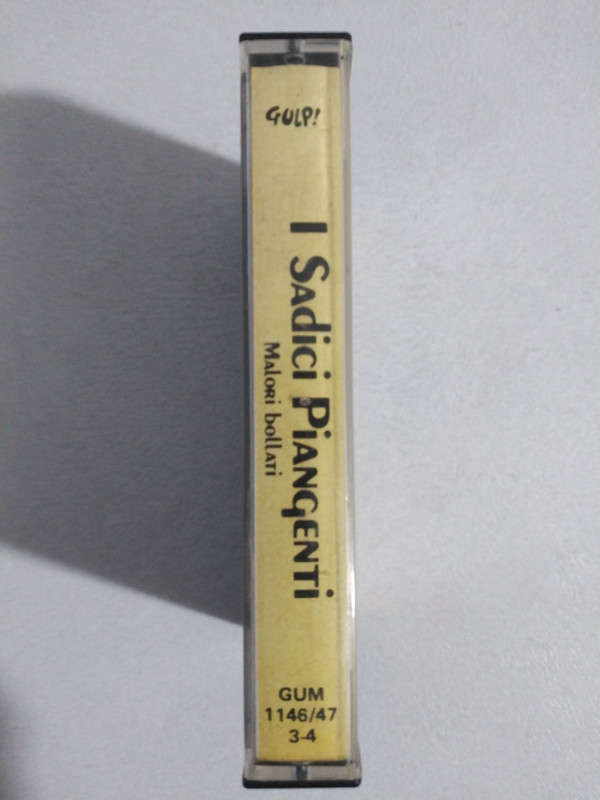 GULP!
I Sadici Piangenti
Malori bollati
GUM
1146/47
3-4